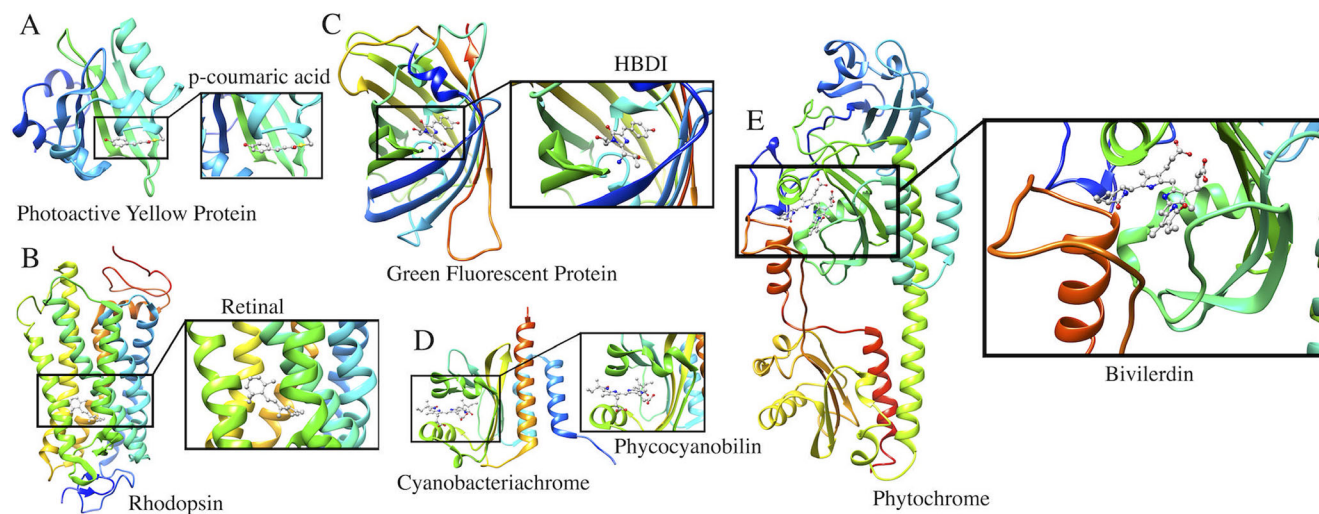 A
p-coumaric acid
Photoactive Yellow Protein
B
Retinal
Rhodopsin
C
HBDI
Green Fluorescent Protein
D
Phycocyanobilin
Cyanobacteriachrome
E
Bivilerdin
Phytochrome